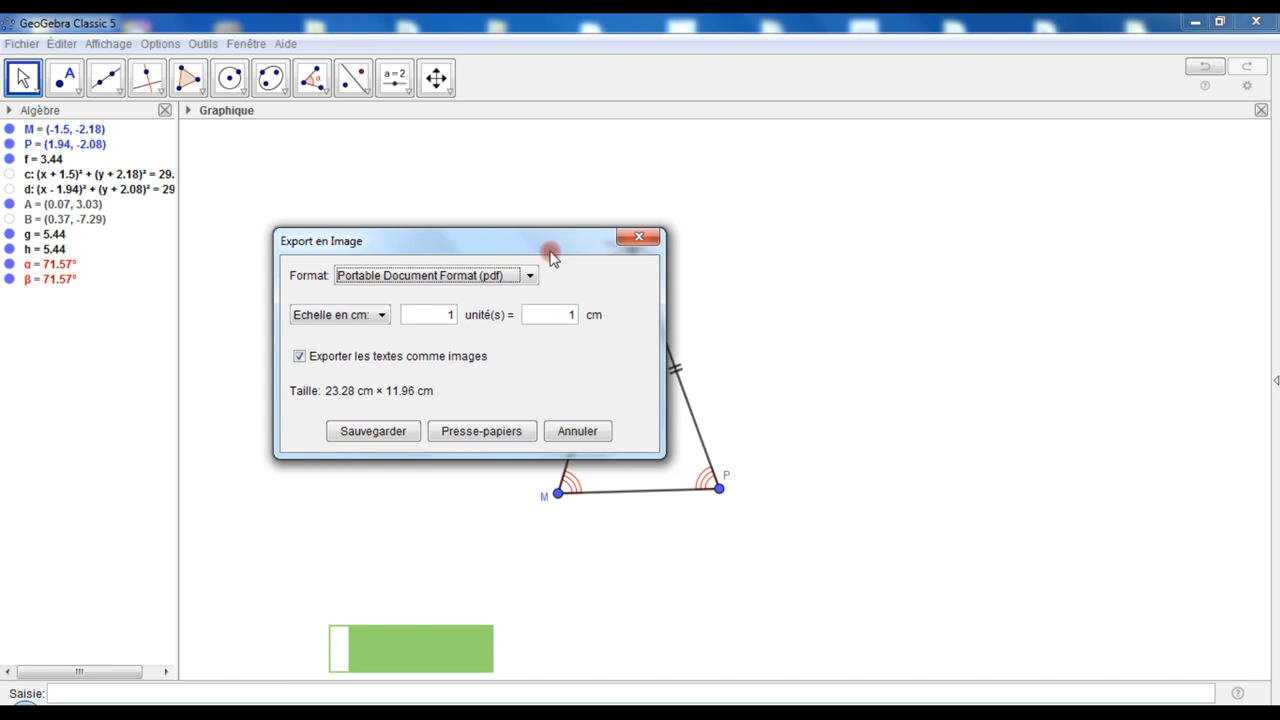 GeoGebra Classic 5
Fichier Éditer Affichage Options Outils Fenêtre Aide
A
α
a=2
Algèbre
Graphique
M = (-1.5, -2.18)
P = (1.94, -2.08)
f = 3.44
c: (x + 1.5)² + (y + 2.18)² = 29.
d: (x - 1.94)² + (y + 2.08)² = 29
A = (0.07, 3.03)
B = (0.37, -7.29)
g = 5.44
h = 5.44
α = 71.57°
β = 71.57°
Export en Image
Format: Portable Document Format (pdf)
Echelle en cm: 1 unité(s) = 1 cm
Exporter les textes comme images
Taille: 23.28 cm × 11.96 cm
Sauvegarder Presse-papiers Annuler
P
M
Saisie: